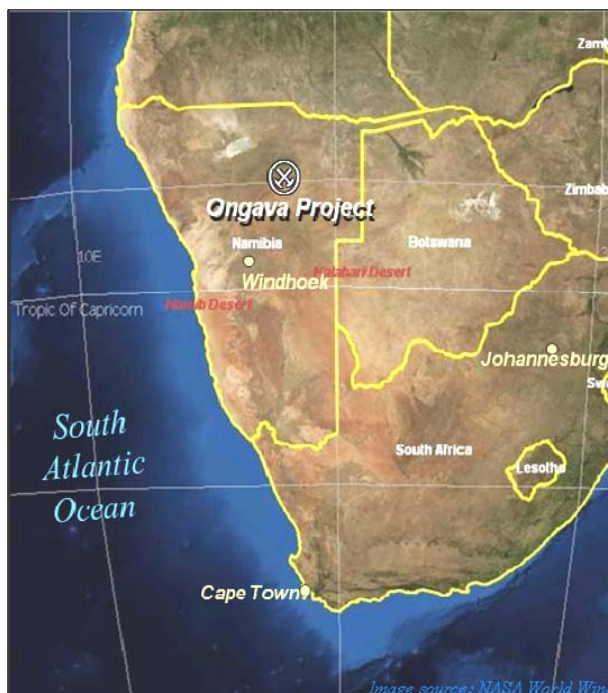 Zamb
Zimbab
Ongava Project
Namibia
Botswana
Windhoek
Kalahari Desert
10E
Namib Desert
Tropic Of Capricorn
Johannesburg
Swa
South
Atlantic
Ocean
South Africa
Lesotho
Cape Town
Image source: NASA World Win